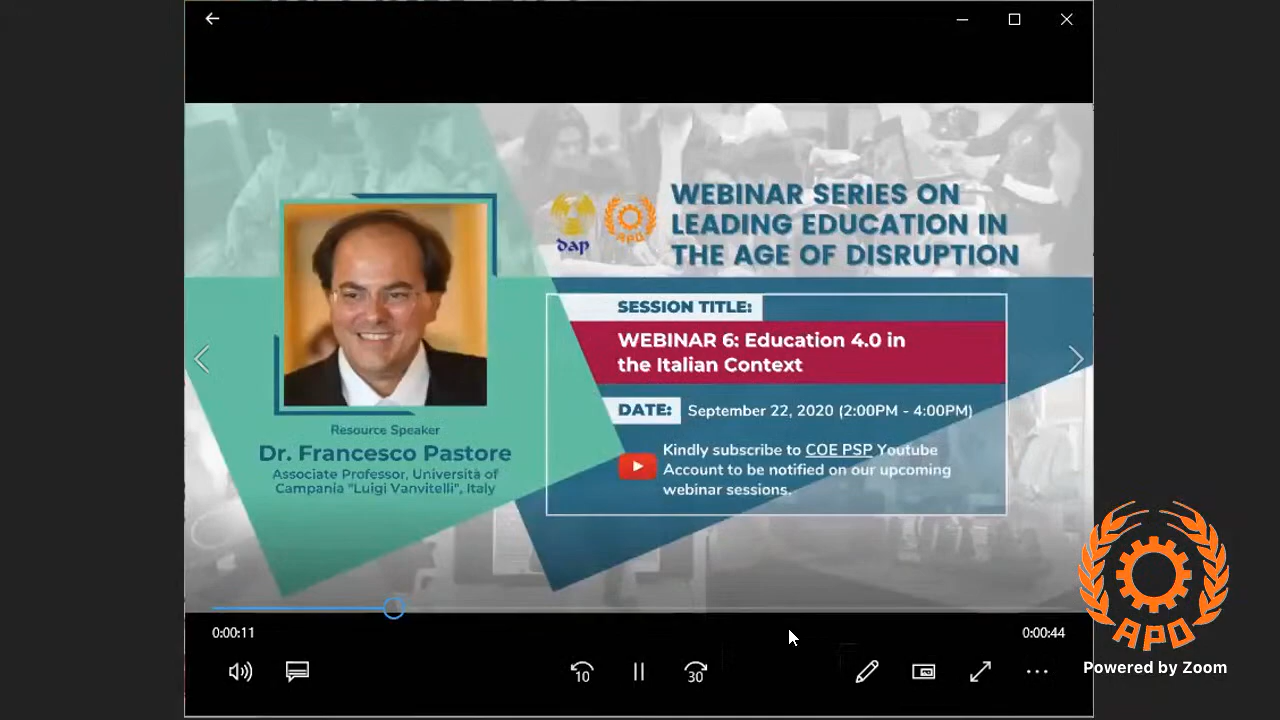 WEBINAR SERIES ON
LEADING EDUCATION IN
THE AGE OF DISRUPTION
dap
APO
SESSION TITLE:
WEBINAR 6: Education 4.0 in
the Italian Context
DATE: September 22, 2020 (2:00PM - 4:00PM)
Kindly subscribe to COE PSP Youtube
Account to be notified on our upcoming
webinar sessions.
Resource Speaker
Dr. Francesco Pastore
Associate Professor, Università of
Campania "Luigi Vanvitelli", Italy
0:00:11
0:00:44
10
30
APO
Powered by Zoom